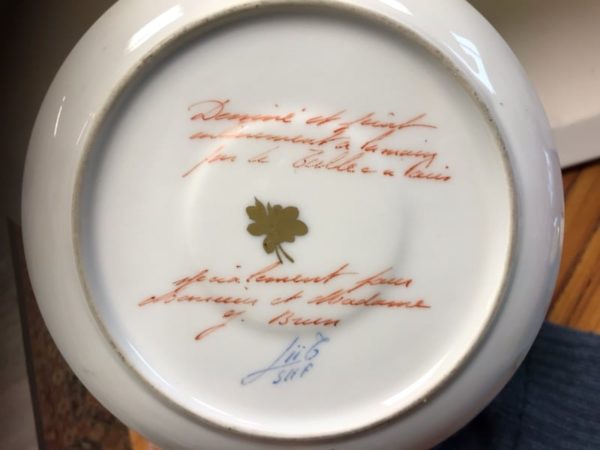 Dessiné et peint
entièrement à la main
par Le Tallec à Paris
spécialement pour
Monsieur et Madame
J. Brun